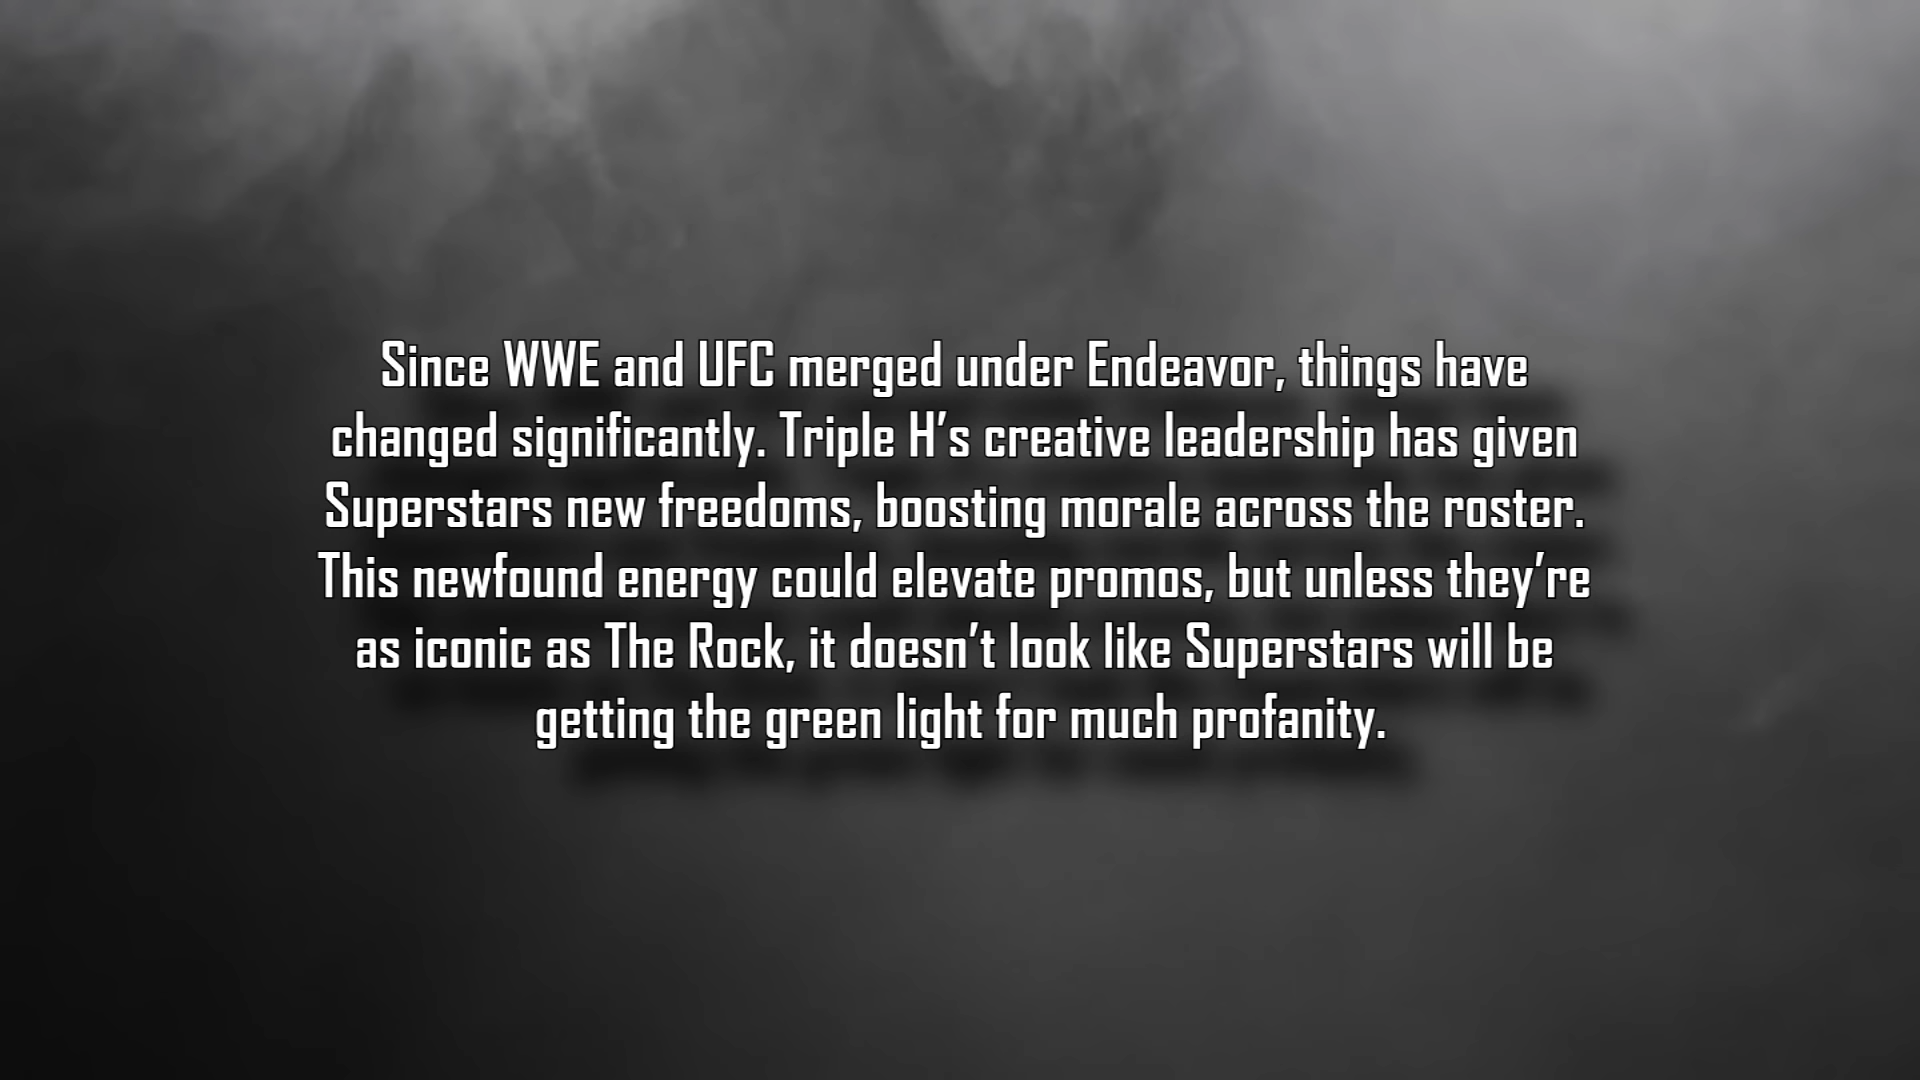 Since WWE and UFC merged under Endeavor, things have
changed significantly. Triple H’s creative leadership has given
Superstars new freedoms, boosting morale across the roster.
This newfound energy could elevate promos, but unless they’re
as iconic as The Rock, it doesn’t look like Superstars will be
getting the green light for much profanity.